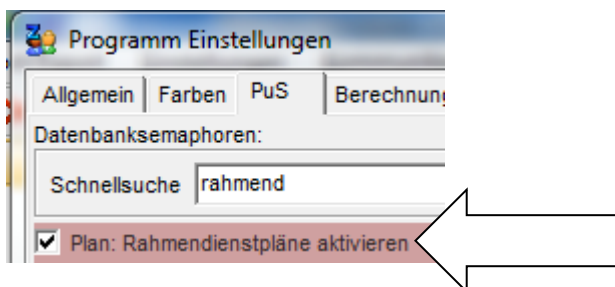 Programm Einstellungen
Allgemein Farben PuS Berechnung
Datenbanksemaphoren:
Schnellsuche rahmend
Plan: Rahmendienstpläne aktivieren